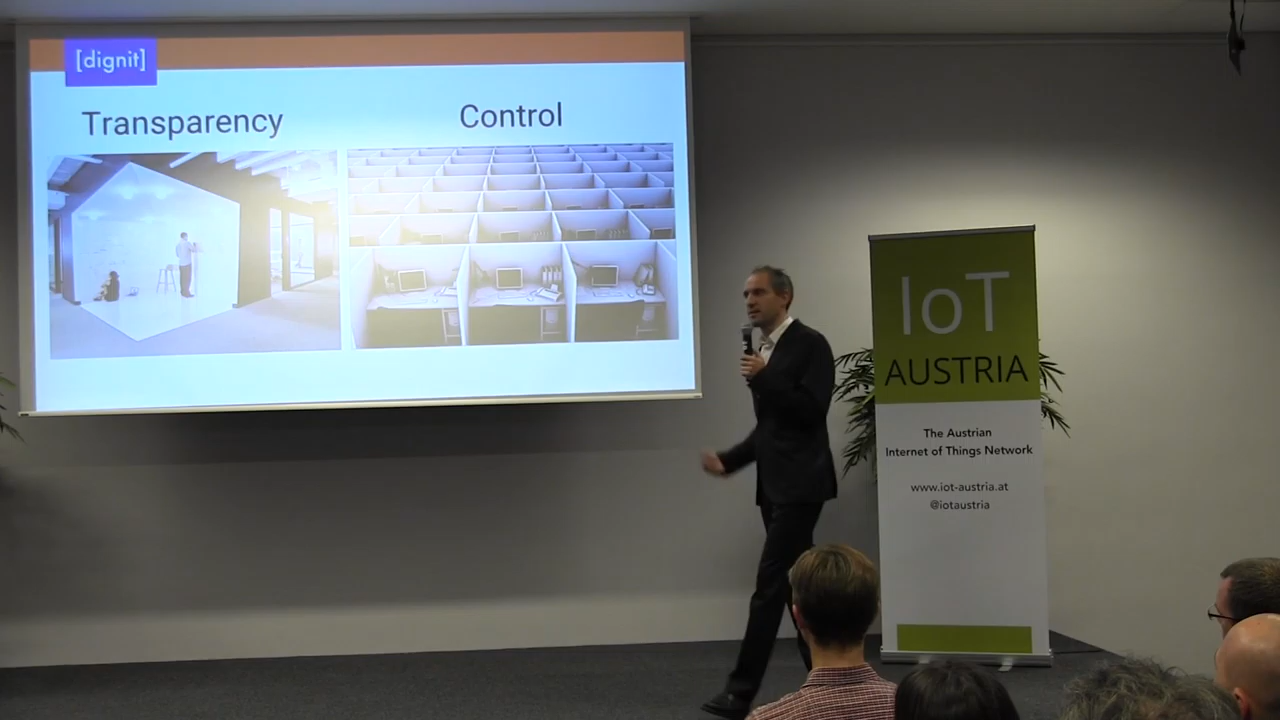 [dignit]
Transparency
Control
IoT
AUSTRIA
The Austrian
Internet of Things Network
www.iot-austria.at
@iotaustria